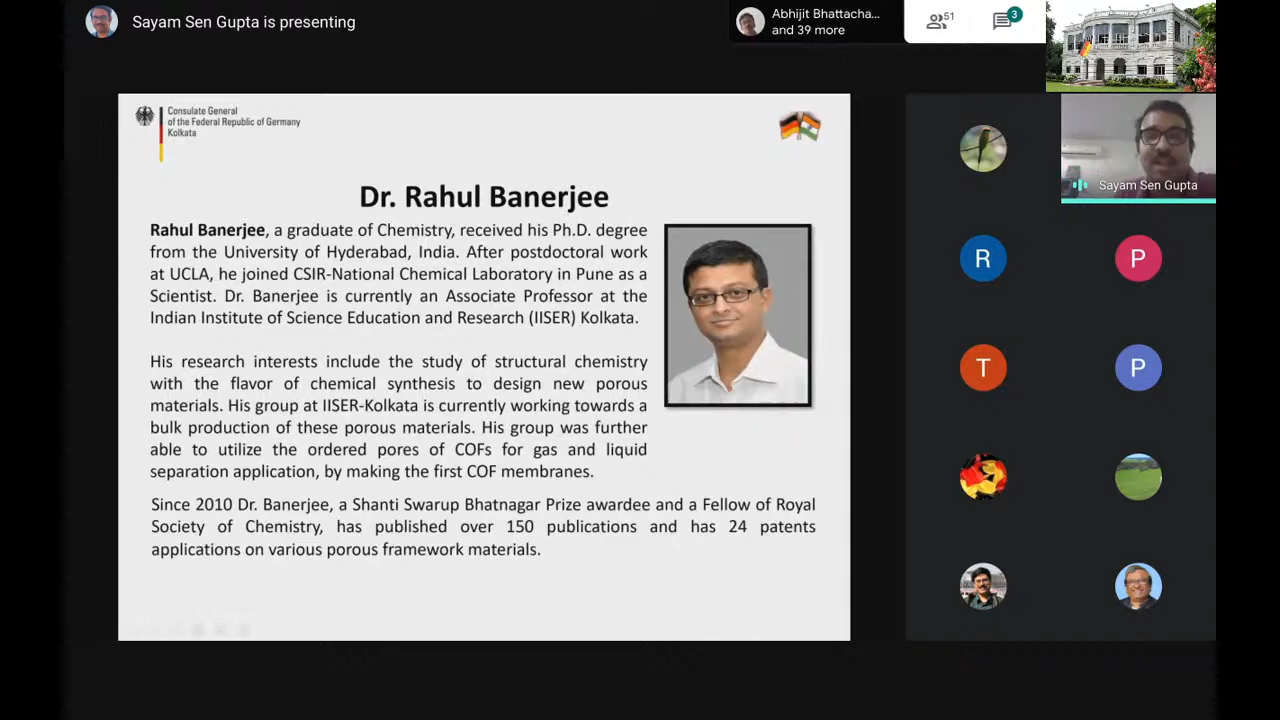 Sayam Sen Gupta is presenting
Abhijit Bhattacha...
and 39 more
51
3
Consulate General
of the Federal Republic of Germany
Kolkata
Dr. Rahul Banerjee
Rahul Banerjee, a graduate of Chemistry, received his Ph.D. degree
from the University of Hyderabad, India. After postdoctoral work
at UCLA, he joined CSIR-National Chemical Laboratory in Pune as a
Scientist. Dr. Banerjee is currently an Associate Professor at the
Indian Institute of Science Education and Research (IISER) Kolkata.
His research interests include the study of structural chemistry
with the flavor of chemical synthesis to design new porous
materials. His group at IISER-Kolkata is currently working towards a
bulk production of these porous materials. His group was further
able to utilize the ordered pores of COFs for gas and liquid
separation application, by making the first COF membranes.
Since 2010 Dr. Banerjee, a Shanti Swarup Bhatnagar Prize awardee and a Fellow of Royal
Society of Chemistry, has published over 150 publications and has 24 patents
applications on various porous framework materials.
Sayam Sen Gupta
R
P
T
P